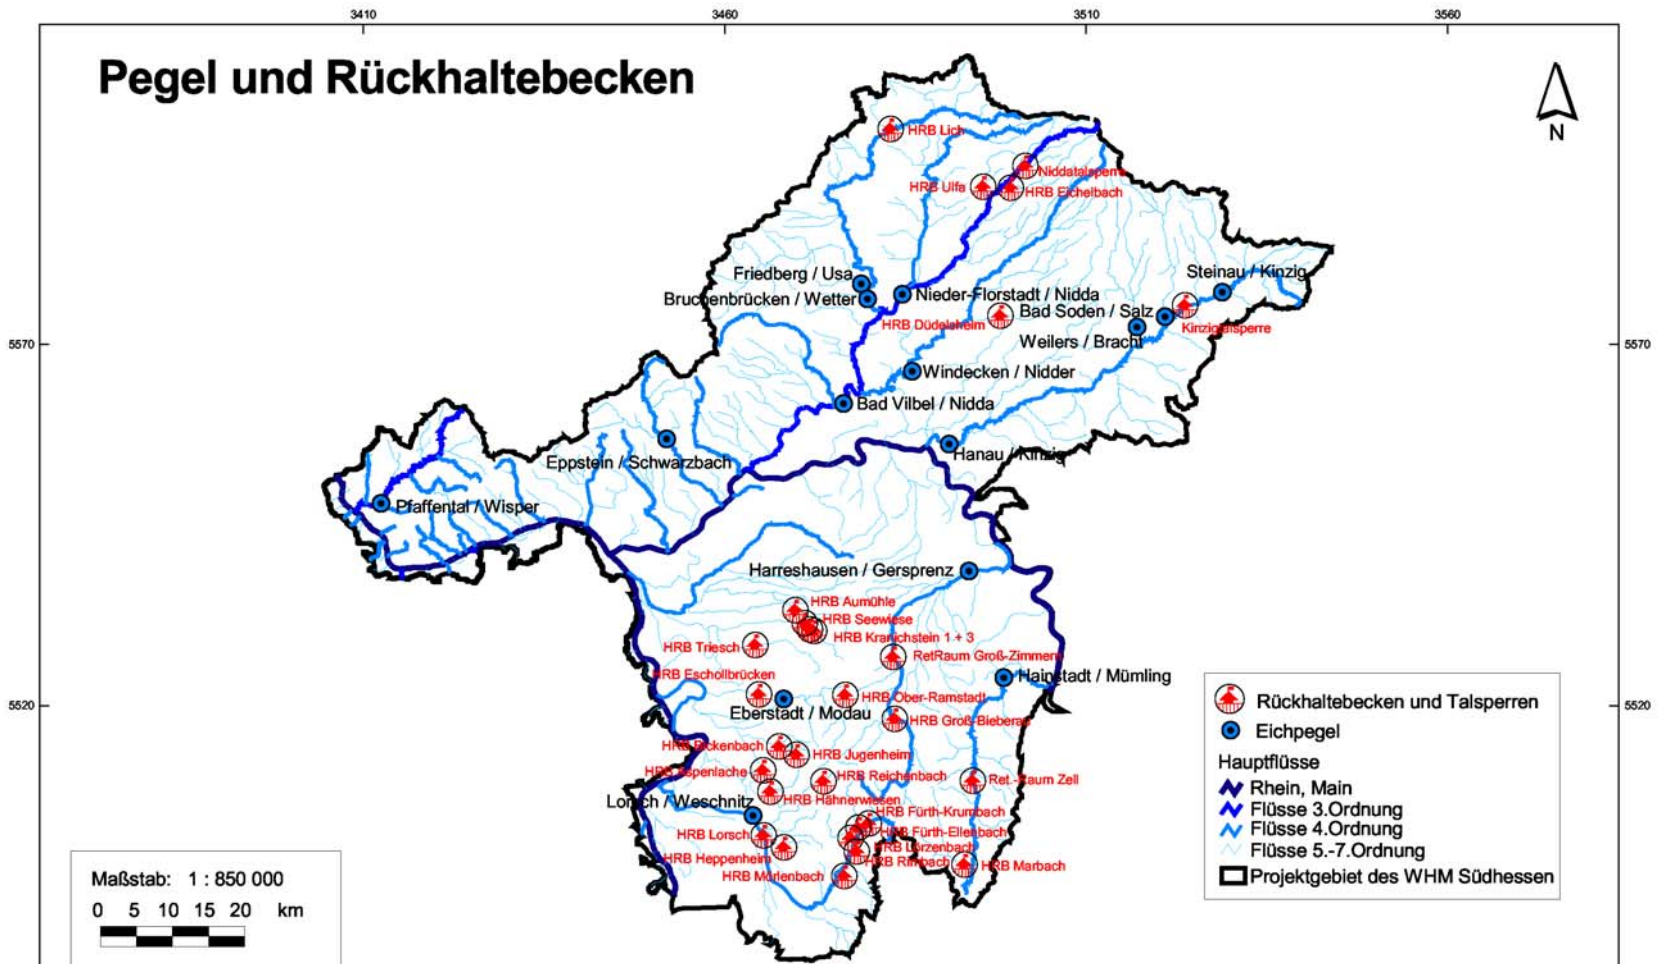 3410
3460
3510
3560
Pegel und Rückhaltebecken
N
HRB Lich
Niddatalsperre
HRB Ulfa
HRB Eichelbach
Friedberg / Usa
Steinau / Kinzig
Bruchenbrücken / Wetter
Nieder-Florstadt / Nidda
Bad Soden / Salz
HRB Düdelsheim
Kinzigtalsperre
Weilers / Bracht
5570
5570
Windecken / Nidder
Bad Vilbel / Nidda
Hanau / Kinzig
Eppstein / Schwarzbach
Pfaffental / Wisper
Harreshausen / Gersprenz
HRB Aumühle
HRB Seewiese
HRB Kranichstein 1 + 3
HRB Triesch
RetRaum Groß-Zimmern
HRB Eschollbrücken
Hainstadt / Mümling
HRB Ober-Ramstadt
5520
5520
Eberstadt / Modau
HRB Groß-Bieberau
HRB Bickenbach
HRB Jugenheim
HRB Aspenlache
HRB Reichenbach
Ret.-Raum Zell
HRB Hähnerwiesen
Lorsch / Weschnitz
HRB Fürth-Krumbach
HRB Lorsch
HRB Fürth-Ellenbach
HRB Lörzenbach
HRB Heppenheim
HRB Rimbach
HRB Marbach
HRB Mörlenbach
Rückhaltebecken und Talsperren
Eichpegel
Hauptflüsse
Rhein, Main
Flüsse 3.Ordnung
Flüsse 4.Ordnung
Flüsse 5.-7.Ordnung
Projektgebiet des WHM Südhessen
Maßstab: 1 : 850 000
0 5 10 15 20 km